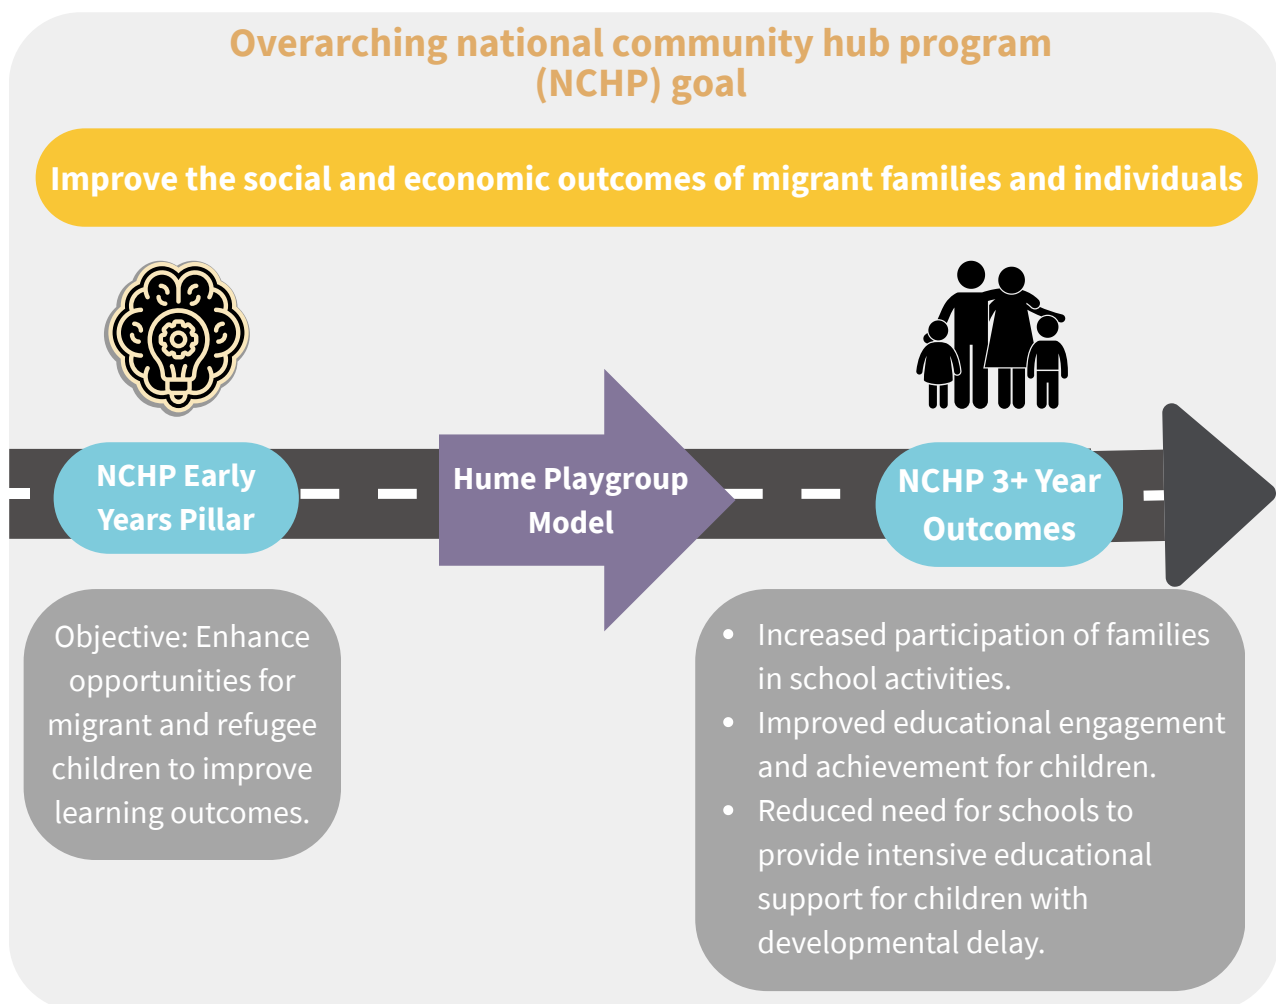 Overarching national community hub program
(NCHP) goal
Improve the social and economic outcomes of migrant families and individuals
NCHP Early
Years Pillar
Hume Playgroup
Model
NCHP 3+ Year
Outcomes
Objective: Enhance
opportunities for
migrant and refugee
children to improve
learning outcomes.
• Increased participation of families
in school activities.
• Improved educational engagement
and achievement for children.
• Reduced need for schools to
provide intensive educational
support for children with
developmental delay.